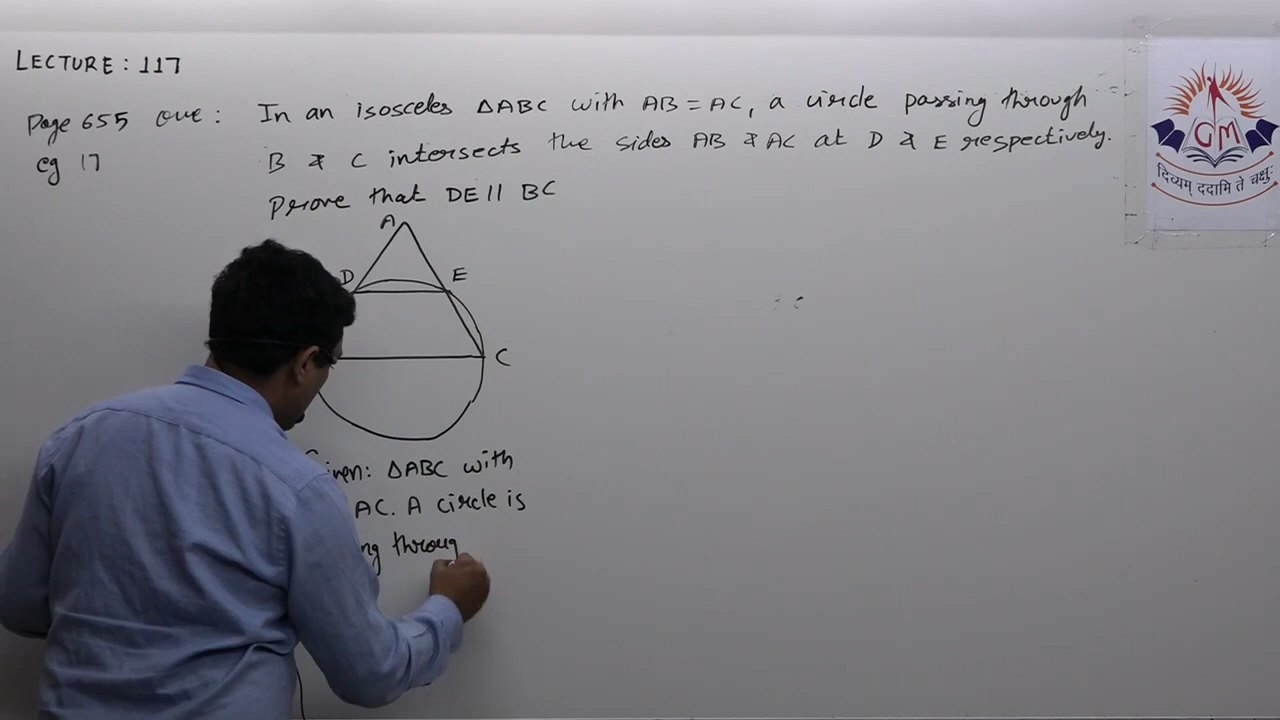 LECTURE: 117
Page 655 Que: In an isosceles ΔABC with AB = AC, a circle passing through
eg 17 B & C intersects the sides AB & AC at D & E respectively.
Prove that DE || BC
A
D E
C
Given: ΔABC with
AC. A circle is
ng throug
GM
दिव्यम् ददामि ते चक्षुः